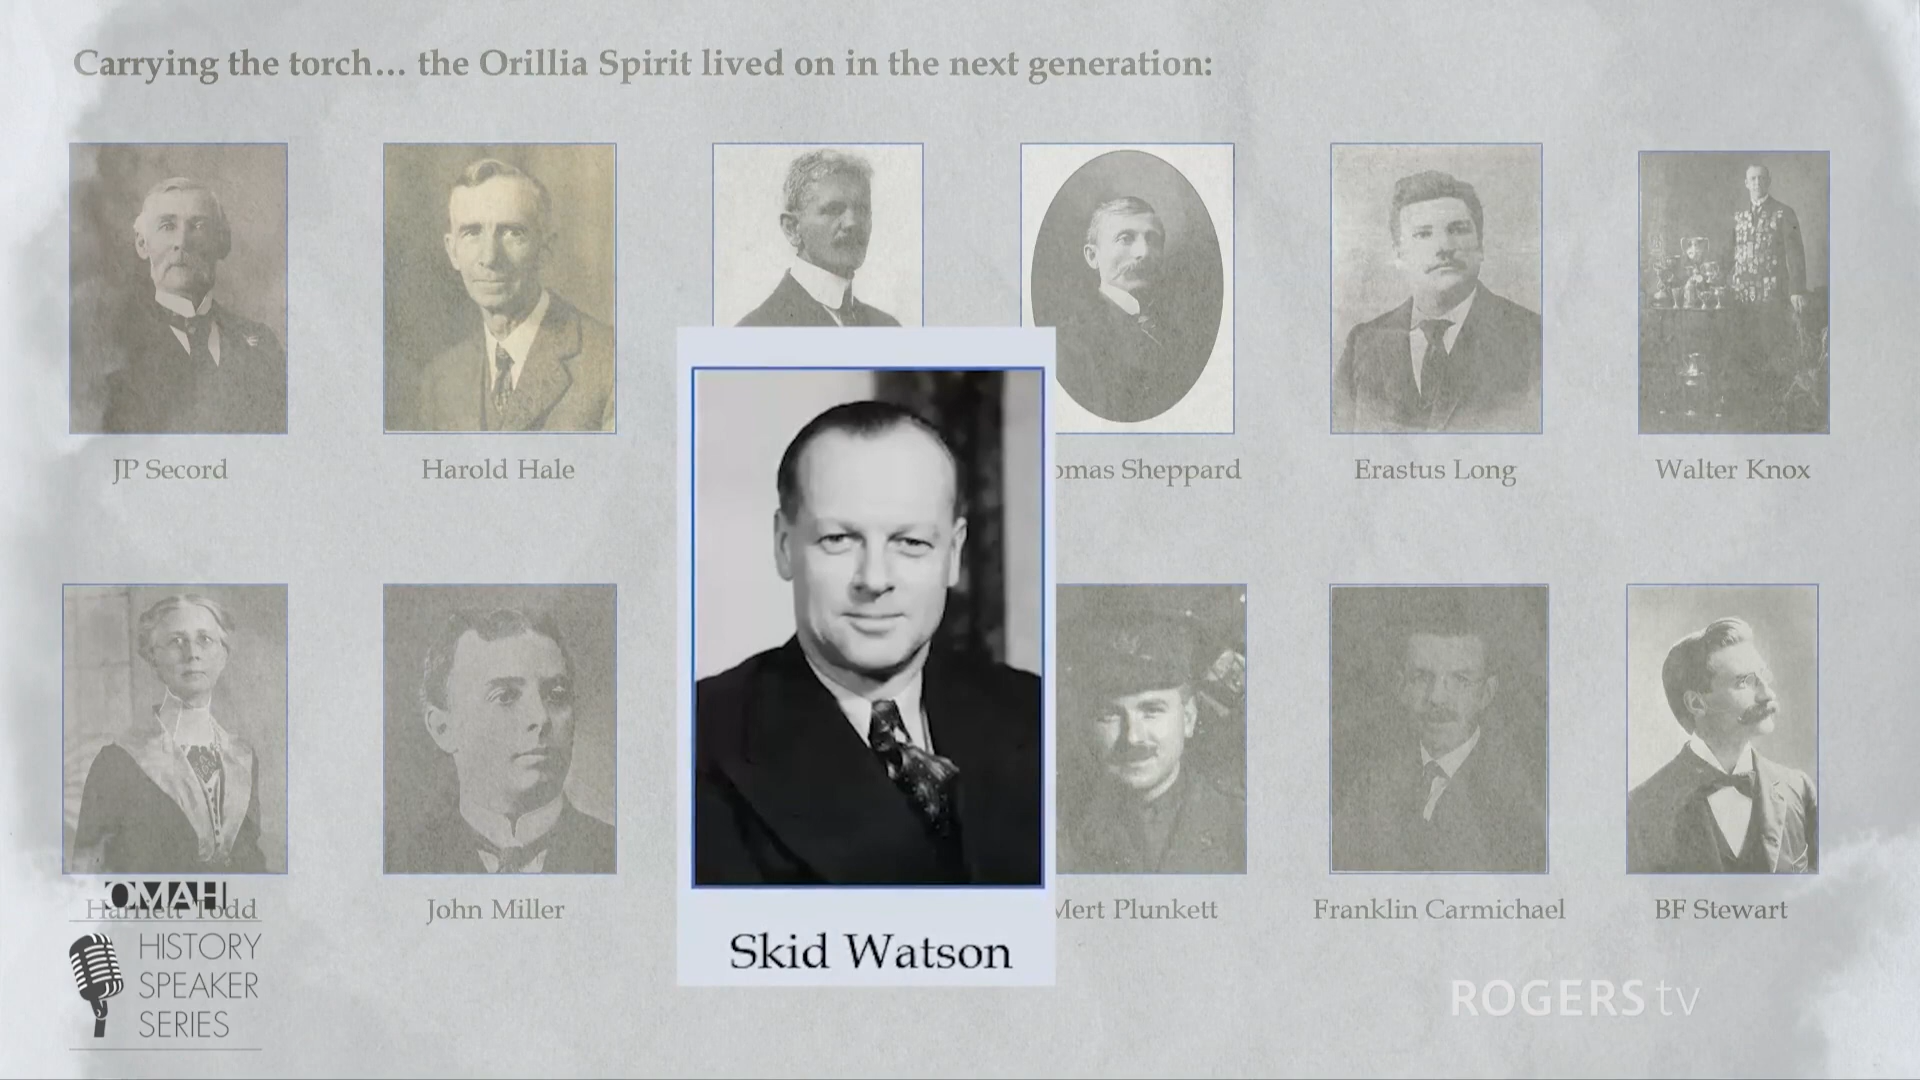 Carrying the torch... the Orillia Spirit lived on in the next generation:
JP Secord
Harold Hale
omas Sheppard
Erastus Long
Walter Knox
Harriett Todd
John Miller
Skid Watson
Mert Plunkett
Franklin Carmichael
BF Stewart
OMAH
HISTORY
SPEAKER
SERIES
ROGERS tv